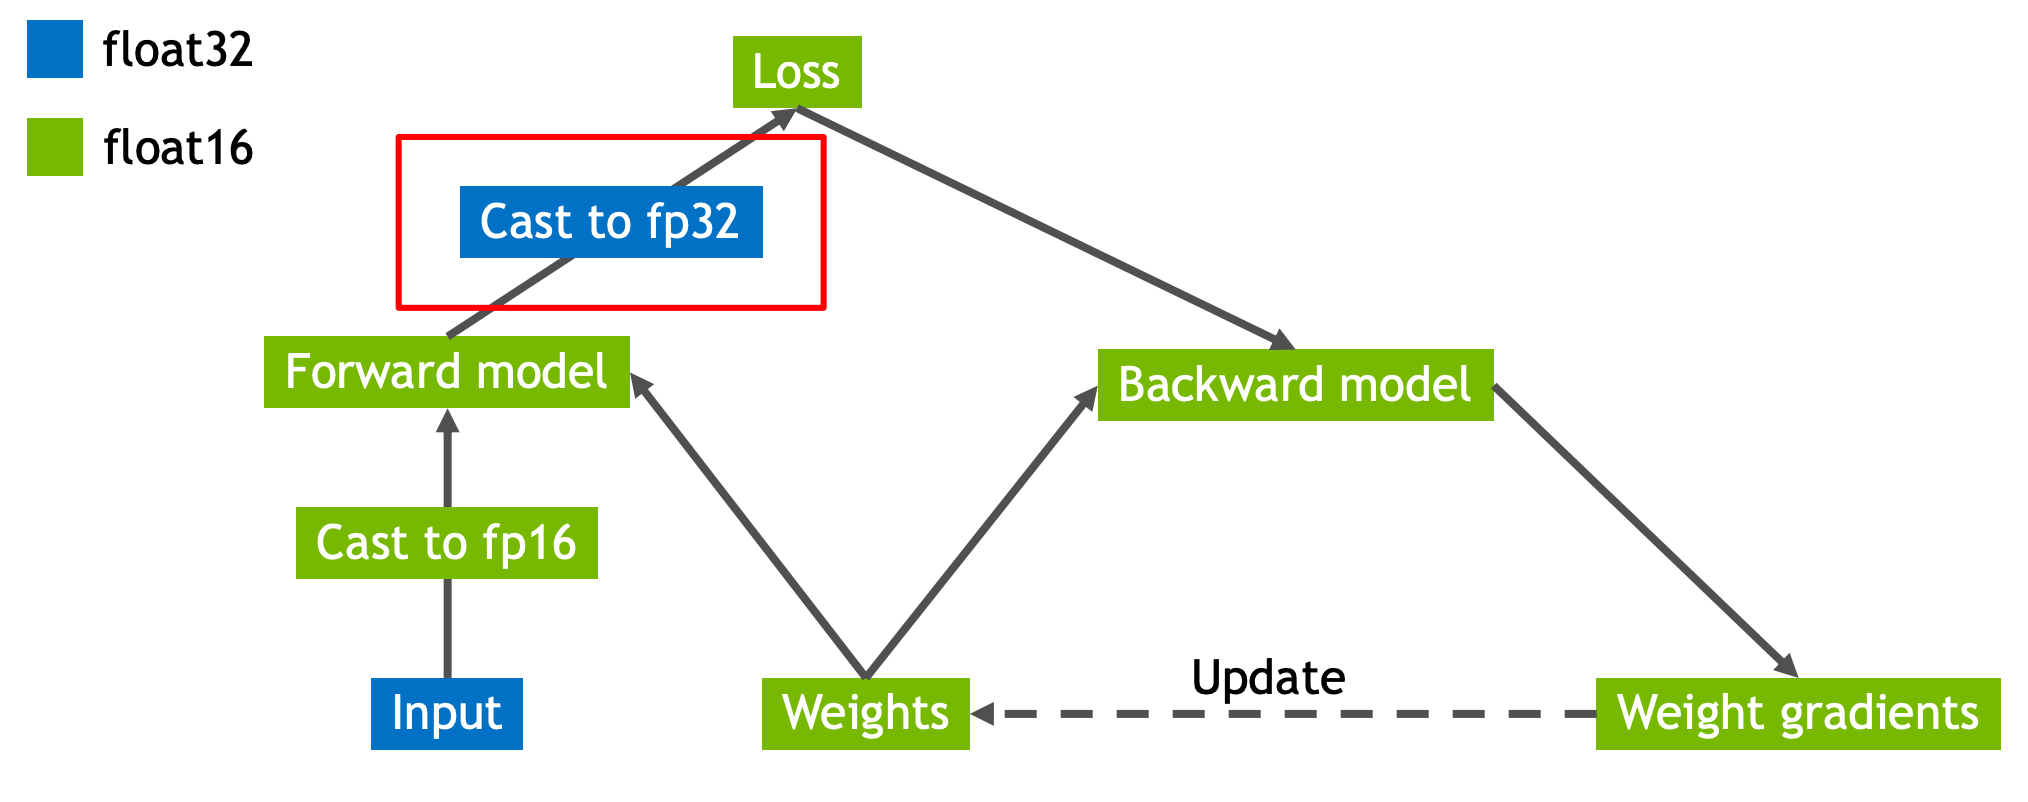 float32
float16
Loss
Cast to fp32
Forward model
Backward model
Cast to fp16
Update
Input
Weights
Weight gradients